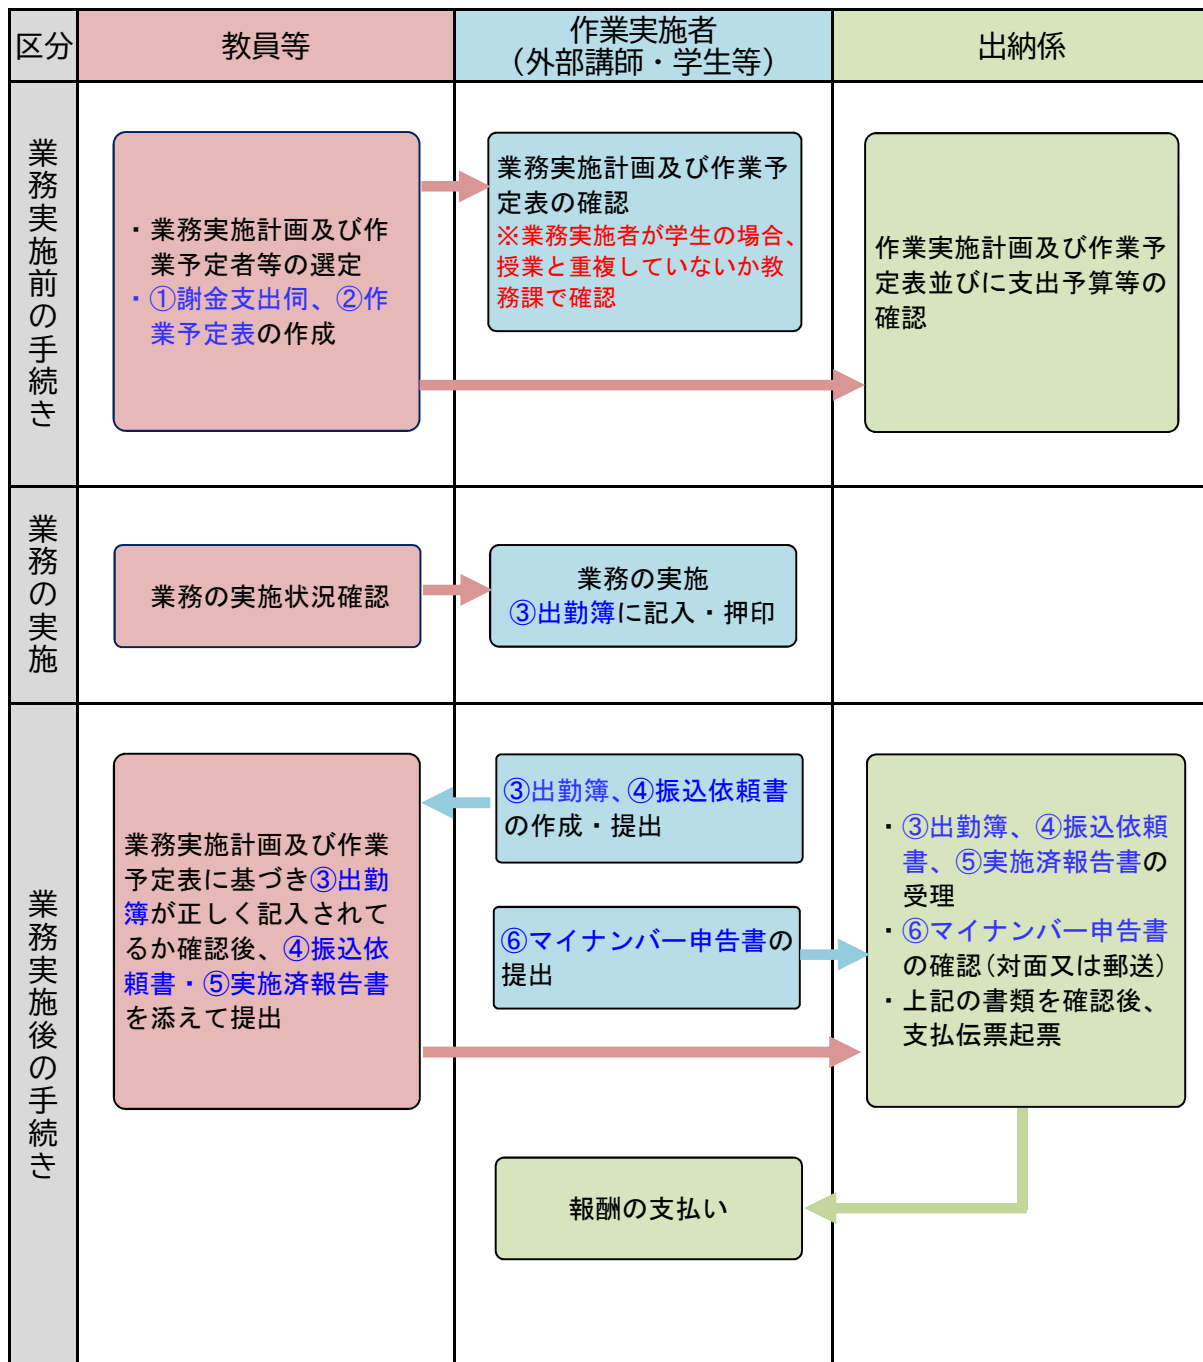 区分
教員等
作業実施者
（外部講師・学生等）
出納係
業務実施前の手続き
・業務実施計画及び作
業予定者等の選定
・①謝金支出伺、②作
業予定表の作成
業務実施計画及び作業予
定表の確認
※業務実施者が学生の場合、
授業と重複していないか教
務課で確認
作業実施計画及び作業予
定表並びに支出予算等の
確認
業務の実施
業務の実施状況確認
業務の実施
③出勤簿に記入・押印
業務実施後の手続き
業務実施計画及び作業
予定表に基づき③出勤
簿が正しく記入されて
るか確認後、④振込依
頼書・⑤実施済報告書
を添えて提出
③出勤簿、④振込依頼書
の作成・提出
⑥マイナンバー申告書の
提出
・③出勤簿、④振込依頼
書、⑤実施済報告書の
受理
・⑥マイナンバー申告書
の確認（対面又は郵送）
・上記の書類を確認後、
支払伝票起票
報酬の支払い